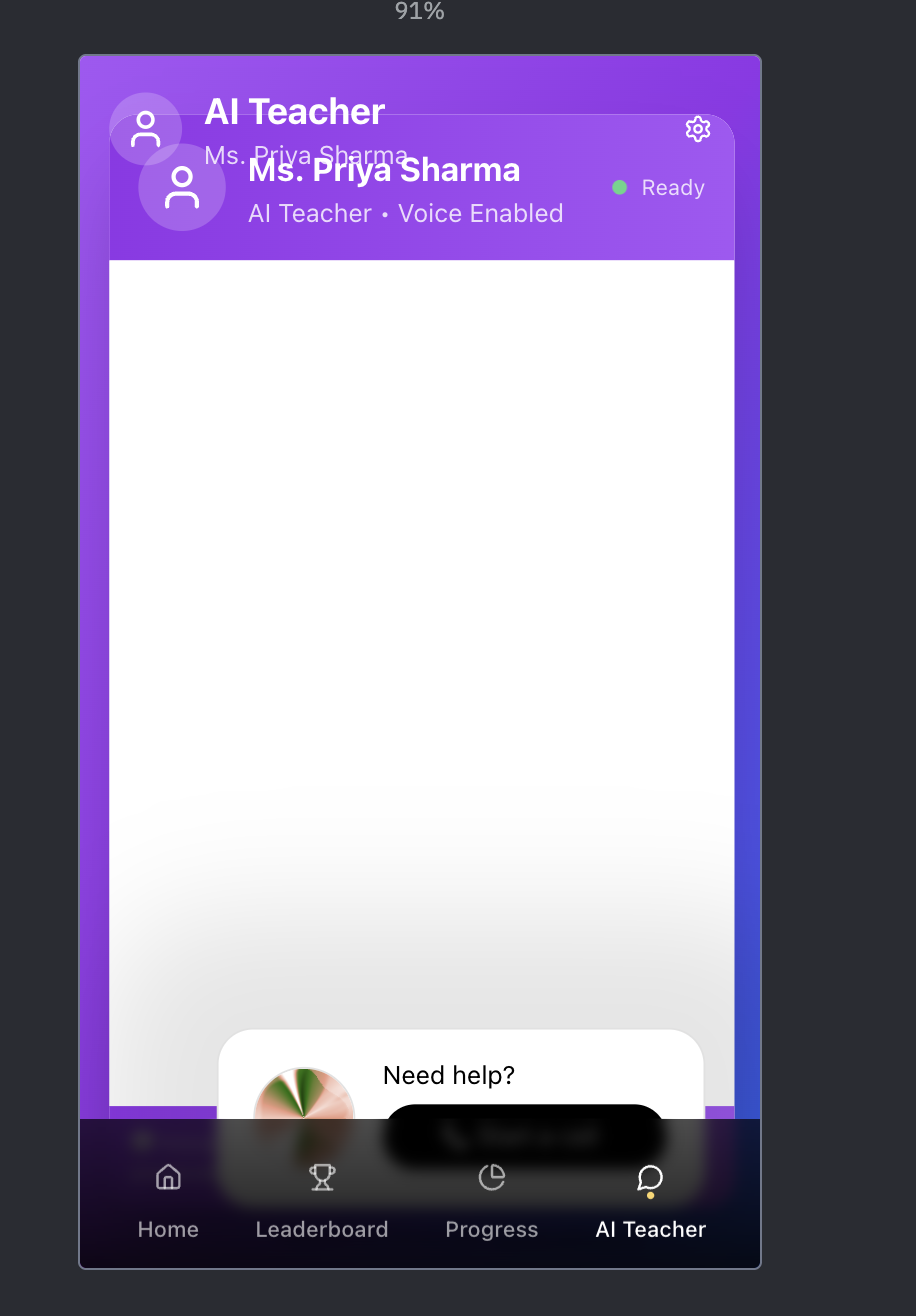 91%
AI Teacher
Ms. Priya Sharma
Ms. Priya Sharma
Ready
AI Teacher • Voice Enabled
Need help?
Home
Leaderboard
Progress
AI Teacher